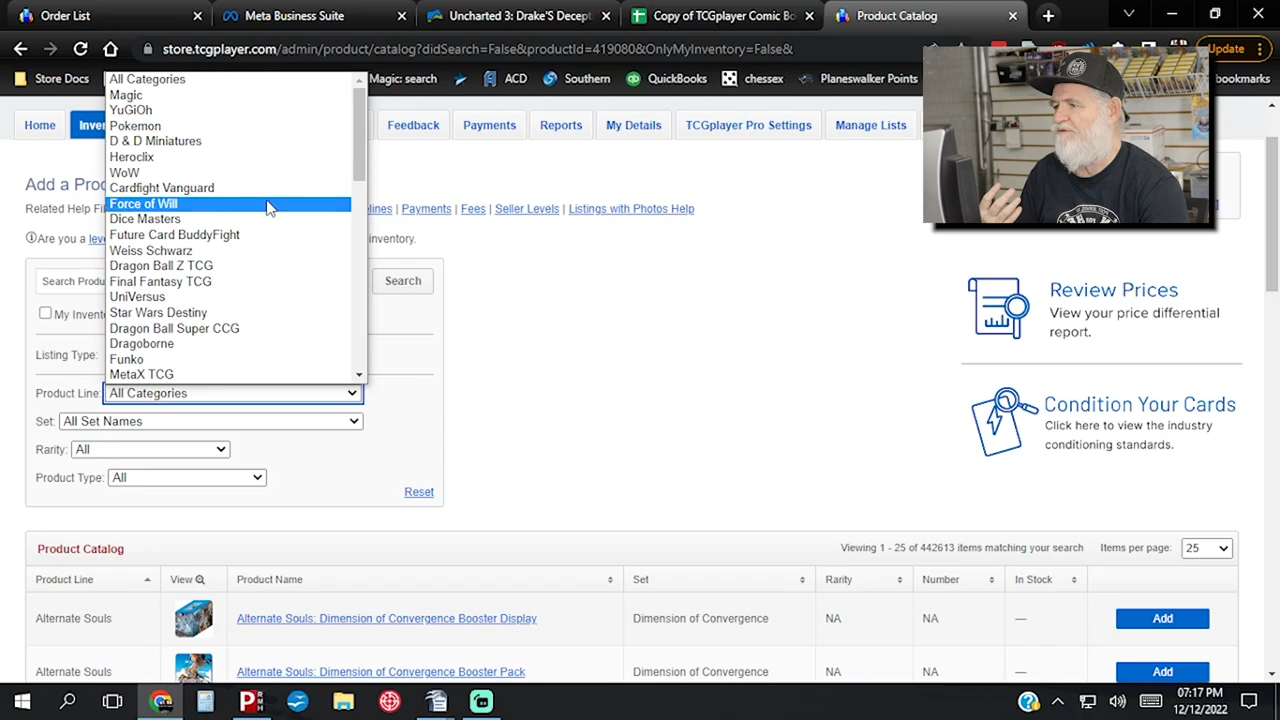 Order List
Meta Business Suite
Uncharted 3: Drake'S Decept
Copy of TCGplayer Comic Bo
Product Catalog
store.tcgplayer.com/admin/product/catalog?didSearch=False&productId=419080&OnlyMyInventory=False&
Update
Store Docs
Magic search
ACD
Southern
QuickBooks
chessex
Planeswalker Points
bookmarks
Home
Inve
Feedback
Payments
Reports
My Details
TCGplayer Pro Settings
Manage Lists
All Categories
Magic
YuGiOh
Pokemon
D & D Miniatures
Heroclix
WoW
Cardfight Vanguard
Force of Will
Dice Masters
Future Card BuddyFight
Weiss Schwarz
Dragon Ball Z TCG
Final Fantasy TCG
UniVersus
Star Wars Destiny
Dragon Ball Super CCG
Dragoborne
Funko
MetaX TCG
Add a Pro
Related Help Fi
elines | Payments | Fees | Seller Levels | Listings with Photos Help
Are you a leve
nventory.
Search Produ
Search
My Invent
Listing Type:
Product Line: All Categories
Set: All Set Names
Rarity: All
Product Type: All
Reset
Review Prices
View your price differential
report.
Condition Your Cards
Click here to view the industry
conditioning standards.
Product Catalog
Viewing 1 - 25 of 442613 items matching your search
Items per page: 25
Product Line
View
Product Name
Set
Rarity
Number
In Stock
Alternate Souls
Alternate Souls: Dimension of Convergence Booster Display
Dimension of Convergence
NA
NA
—
Add
Alternate Souls
Alternate Souls: Dimension of Convergence Booster Pack
Dimension of Convergence
NA
NA
—
Add
07:17 PM
12/12/2022